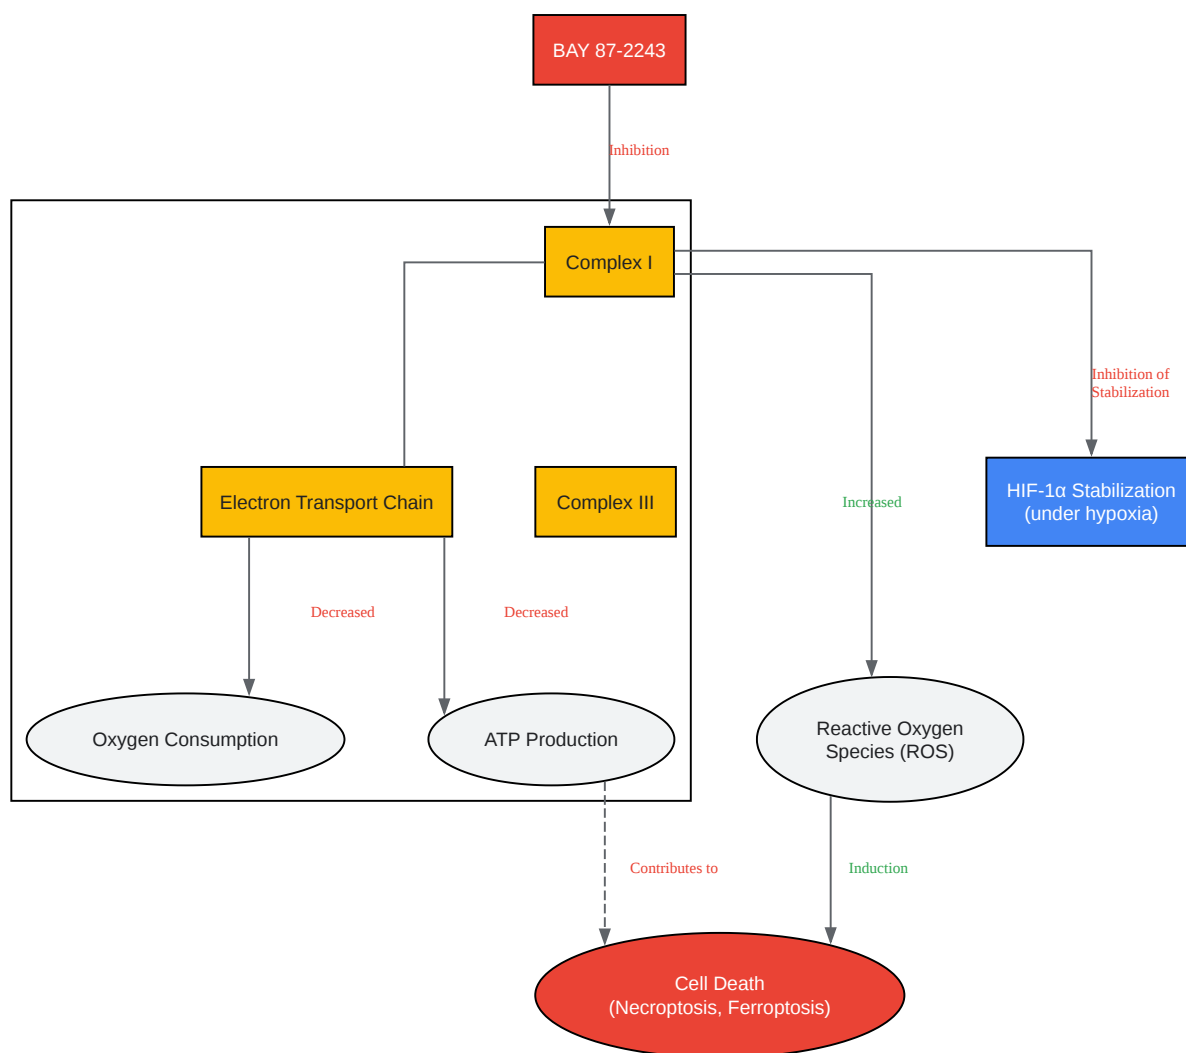 BAY 87-2243
Inhibition
Complex I
Inhibition of
Stabilization
Electron Transport Chain
Complex III
Increased
HIF-1α Stabilization
(under hypoxia)
Decreased
Decreased
Oxygen Consumption
ATP Production
Reactive Oxygen
Species (ROS)
Contributes to
Induction
Cell Death
(Necroptosis, Ferroptosis)